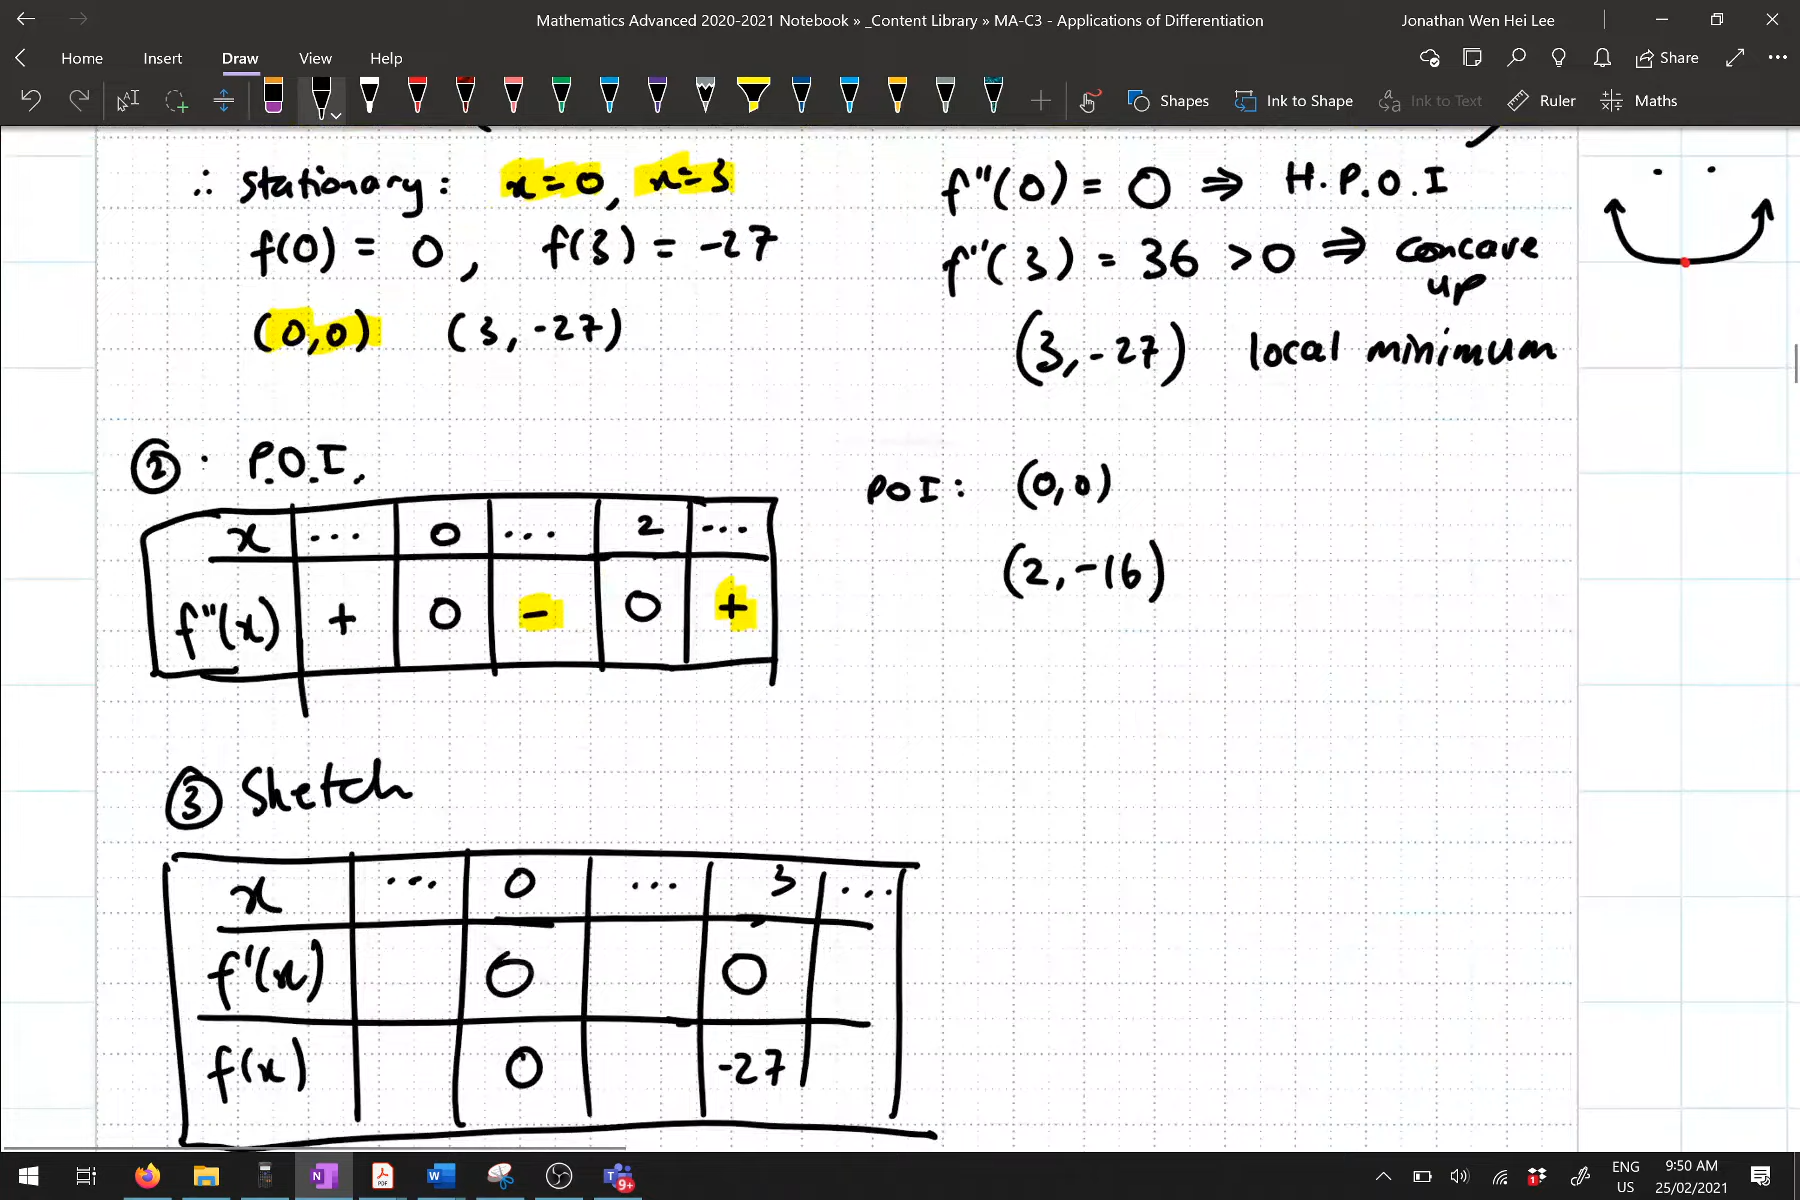 Mathematics Advanced 2020-2021 Notebook » _Content Library » MA-C3 - Applications of Differentiation
Jonathan Wen Hei Lee
Home Insert Draw View Help
Share
Shapes Ink to Shape Ink to Text Ruler Maths
∴ stationary: x=0, x=3
f(0) = 0, f(3) = -27
(0,0) (3,-27)
f"(0) = 0 ⇒ H.P.O.I
f"(3) = 36 >0 ⇒ concave
up
(3,-27) local minimum
② . P.O.I.
x ... 0 ... 2 ...
f"(x) + 0 - 0 +
POI: (0,0)
(2,-16)
③ Sketch
x ... 0 ... 3 ...
f'(x) 0 0
f(x) 0 -27
9+
1
ENG
US
9:50 AM
25/02/2021